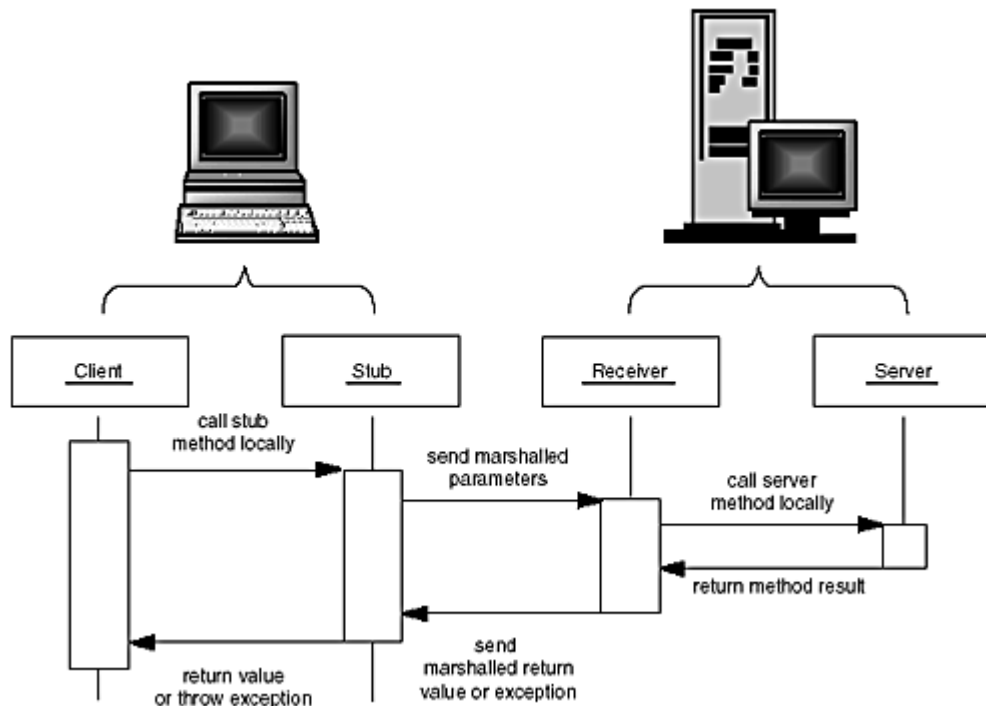 Client
Stub
Receiver
Server
call stub
method locally
send marshalled
parameters
call server
method locally
return method result
send
marshalled return
value or exception
return value
or throw exception